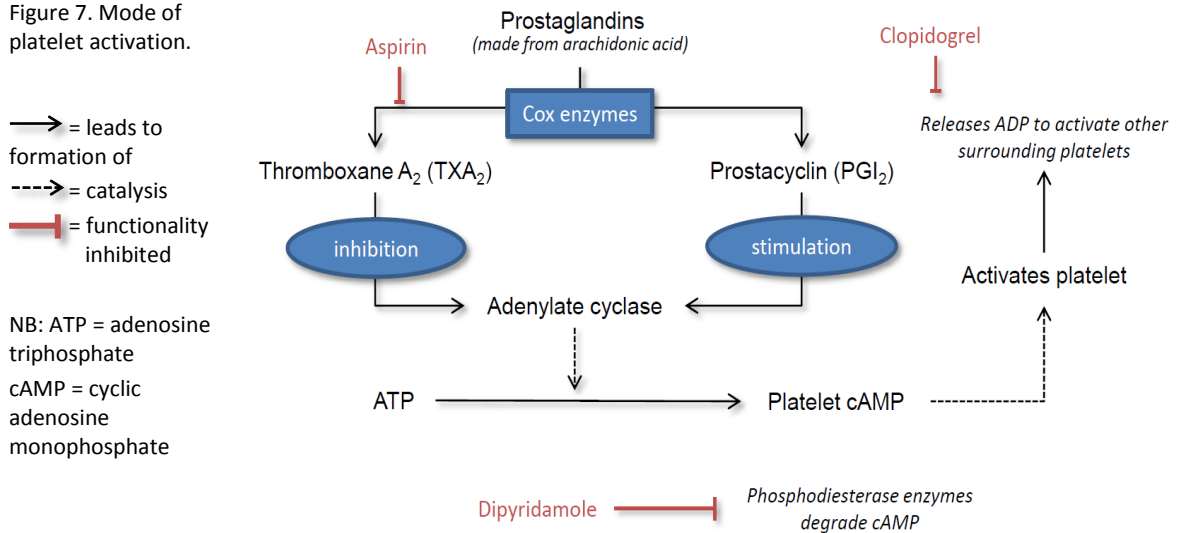 Figure 7. Mode of
platelet activation.
= leads to
formation of
= catalysis
= functionality
inhibited
NB: ATP = adenosine
triphosphate
cAMP = cyclic
adenosine
monophosphate
Prostaglandins
(made from arachidonic acid)
Aspirin
Clopidogrel
Cox enzymes
Releases ADP to activate other
surrounding platelets
Thromboxane A₂ (TXA₂)
Prostacyclin (PGI₂)
inhibition
stimulation
Activates platelet
Adenylate cyclase
ATP
Platelet cAMP
Dipyridamole
Phosphodiesterase enzymes
degrade cAMP